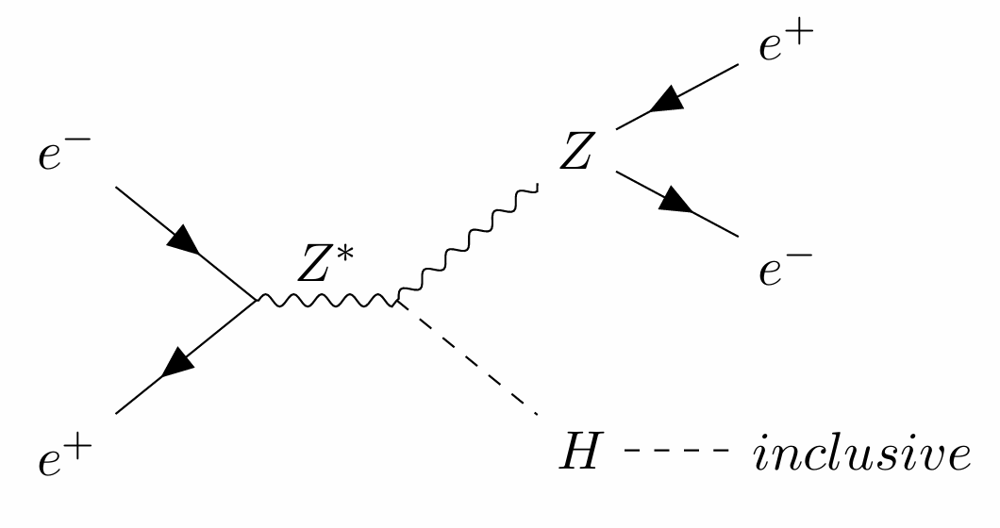 e⁺
e⁻
Z
Z*
e⁻
e⁺
H ---- inclusive